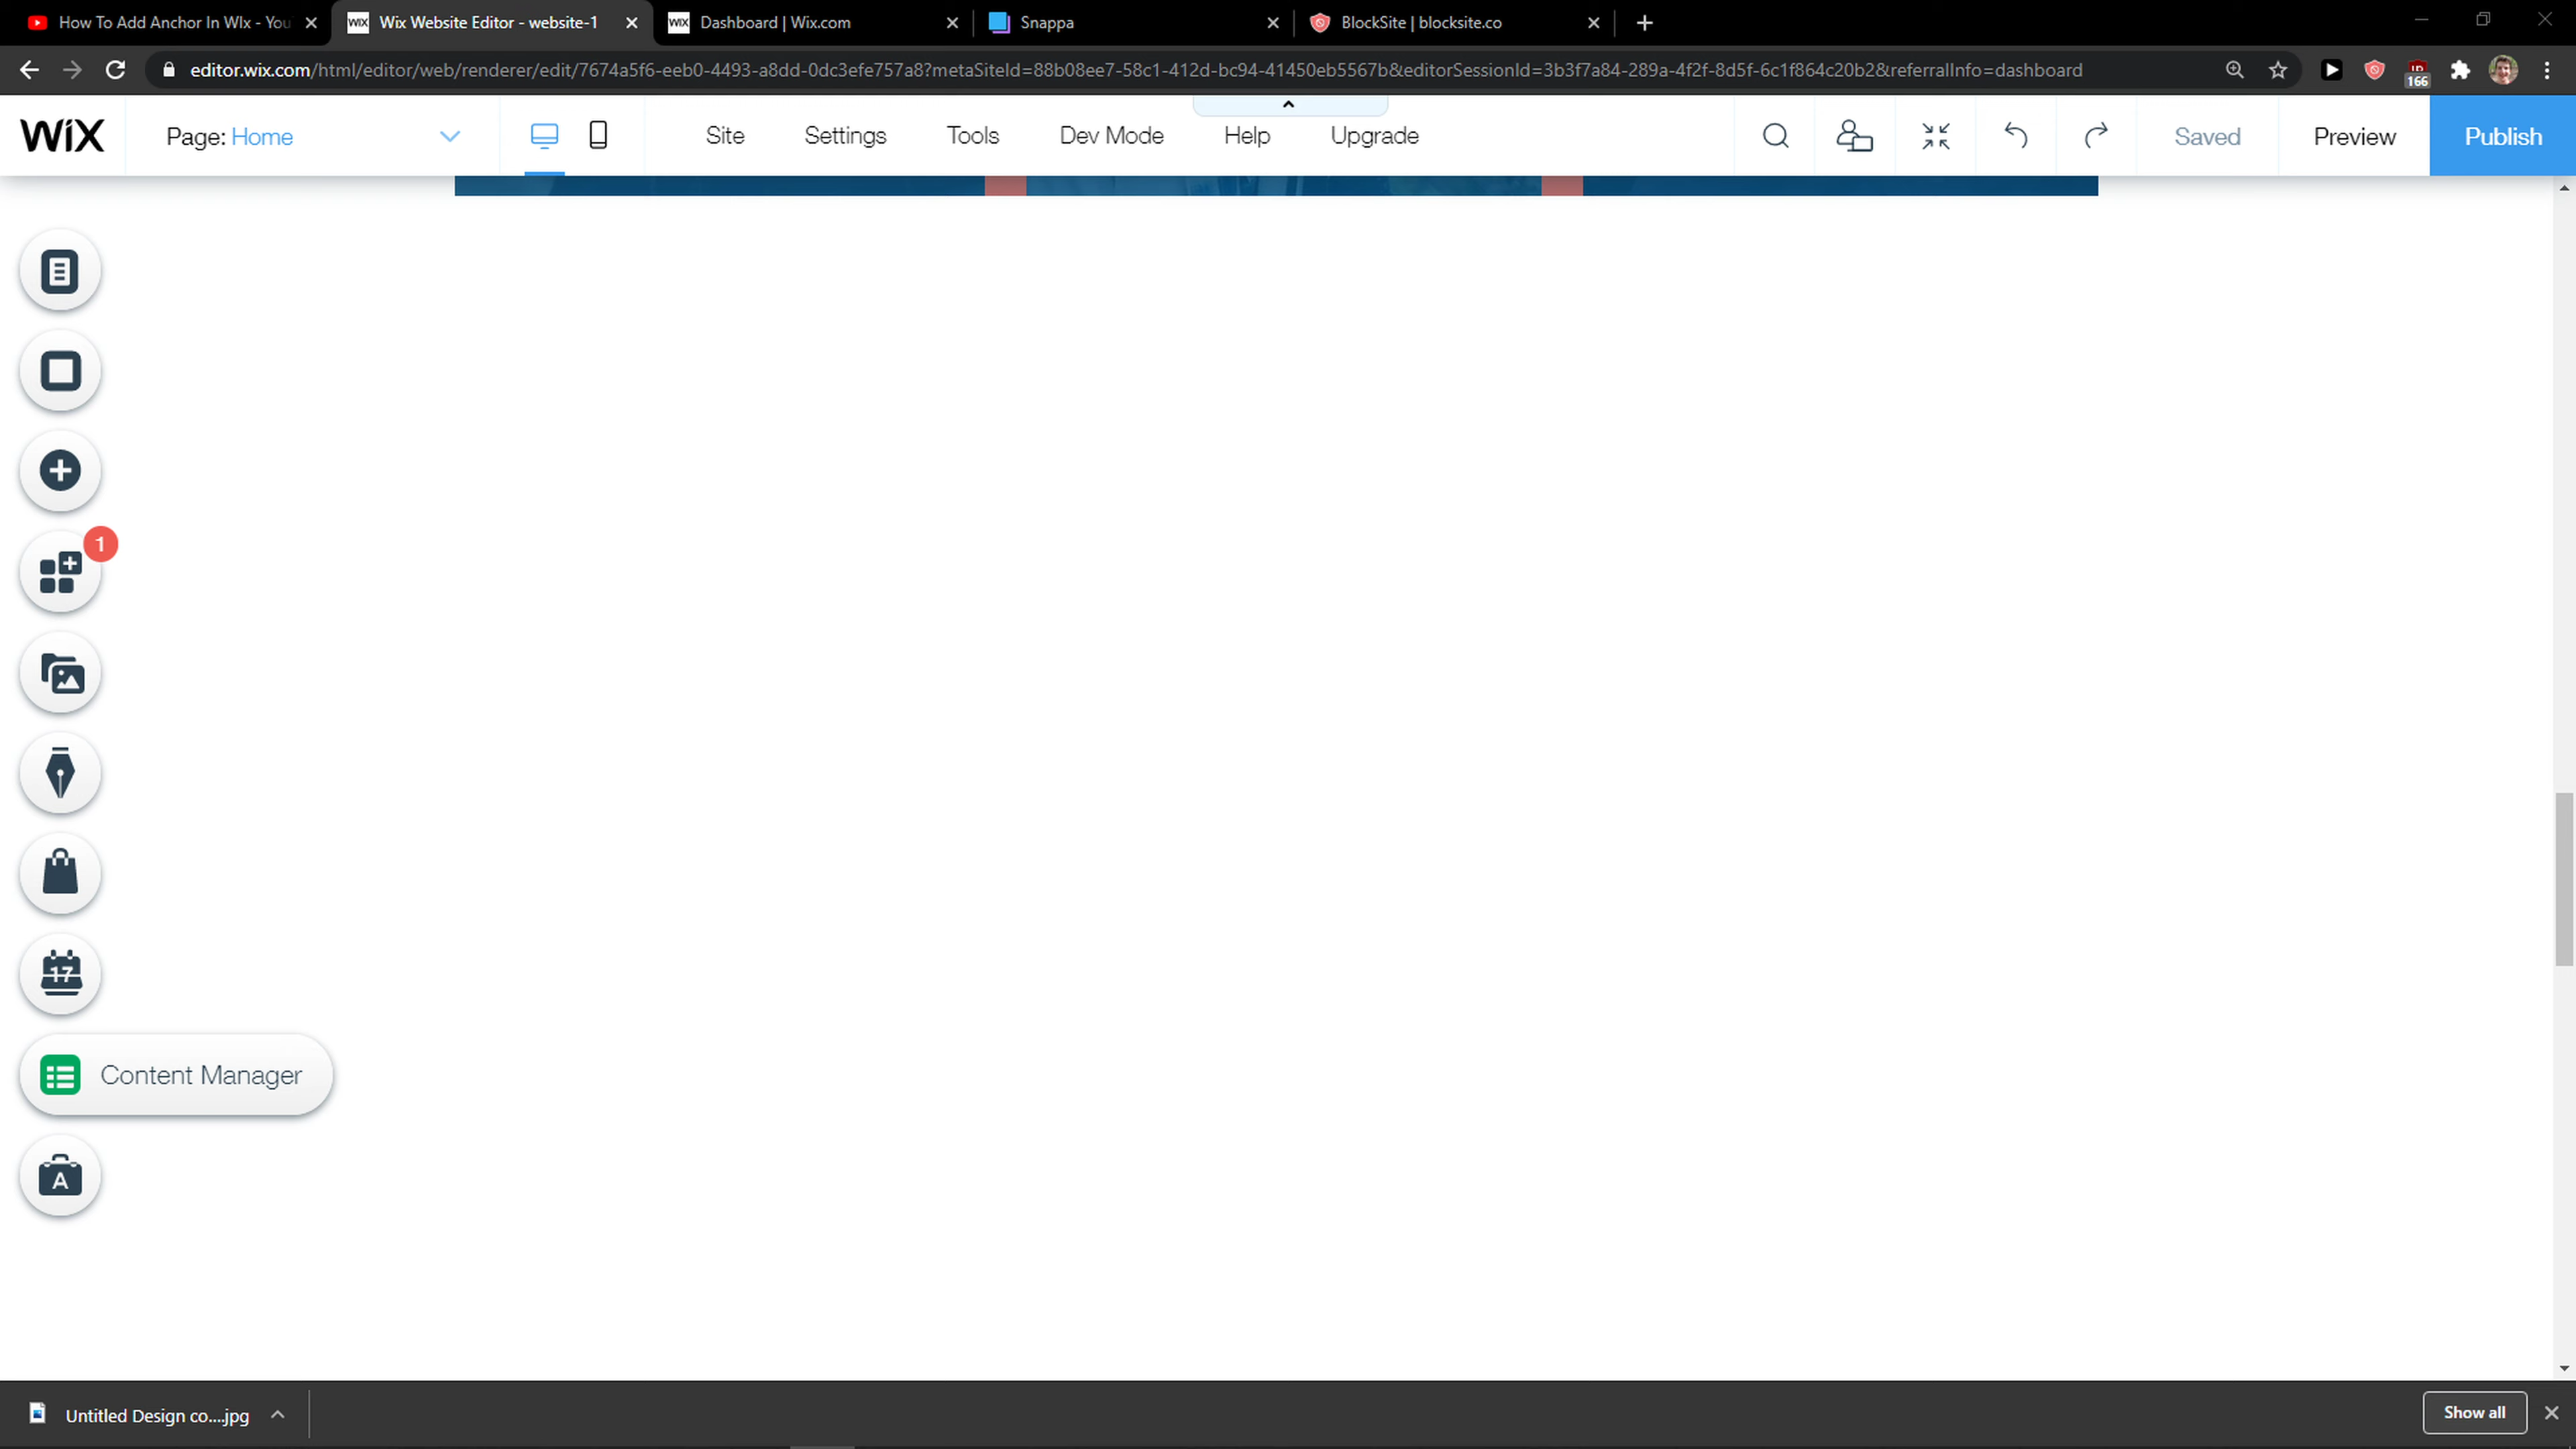 How To Add Anchor In WIx - You
Wix Website Editor - website-1
Dashboard | Wix.com
Snappa
BlockSite | blocksite.co
editor.wix.com/html/editor/web/renderer/edit/7674a5f6-eeb0-4493-a8dd-0dc3efe757a8?metaSiteId=88b08ee7-58c1-412d-bc94-41450eb5567b&editorSessionId=3b3f7a84-289a-4f2f-8d5f-6c1f864c20b2&referralInfo=dashboard
166
WIX
Page: Home
Site
Settings
Tools
Dev Mode
Help
Upgrade
Saved
Preview
Publish
1
17
Content Manager
A
Untitled Design co....jpg
Show all